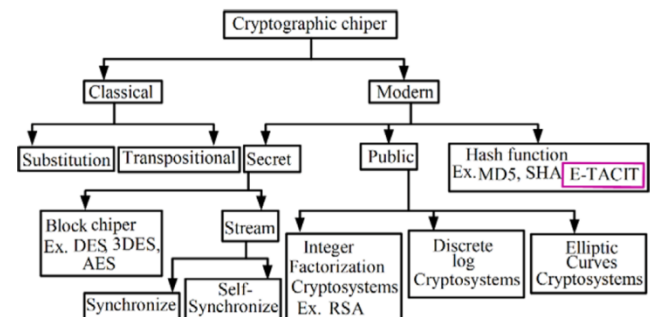 Cryptographic chiper
Classical
Modern
Substitution
Transpositional
Secret
Public
Hash function
Ex. MD5, SHA E-TACIT
Block chiper
Ex. DES, 3DES,
AES
Stream
Integer
Factorization
Cryptosystems
Ex. RSA
Discrete
log
Cryptosystems
Elliptic
Curves
Cryptosystems
Synchronize
Self-
Synchronize